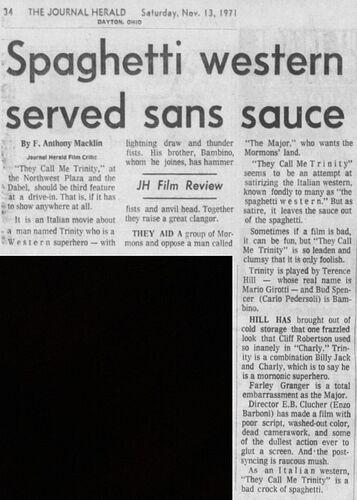 34 THE JOURNAL HERALD Saturday, Nov. 13, 1971
DAYTON, OHIO
Spaghetti western
served sans sauce
By F. Anthony Macklin
Journal Herald Film Critic
"They Call Me Trinity," at
the Northwest Plaza and the
Dabel, should be third feature
at a drive-in. That is, if it has
to show anywhere at all.
It is an Italian movie about
a man named Trinity who is a
Western superhero — with
lightning draw and thunder
fists. His brother, Bambino,
whom he joines, has hammer
JH Film Review
fists and anvil head. Together
they raise a great clangor.
THEY AID A group of Mor-
mons and oppose a man called
"The Major," who wants the
Mormons' land.
"They Call Me Trinity"
seems to be an attempt at
satirizing the Italian western,
known fondly to many as "the
spaghetti western." But as
satire, it leaves the sauce out
of the spaghetti.
Sometimes if a film is bad,
it can be fun, but "They Call
Me Trinity" is so leaden and
clumsy that it is only foolish.
Trinity is played by Terence
Hill — whose real name is
Mario Girotti — and Bud Spen-
cer (Carlo Pedersoli) is Bam-
bino.
HILL HAS brought out of
cold storage that one frazzled
look that Cliff Robertson used
so inanely in "Charly." Trin-
ity is a combination Billy Jack
and Charly, which is to say he
is a mornonic superhero.
Farley Granger is a total
embarrassment as the Major.
Director E.B. Clucher (Enzo
Barboni) has made a film with
poor script, washed-out color,
dead camerawork, and some
of the dullest action ever to
glut a screen. And the post-
syncing is raucous mush.
As an Italian western,
"They Call Me Trinity" is a
bad crock of spaghetti.